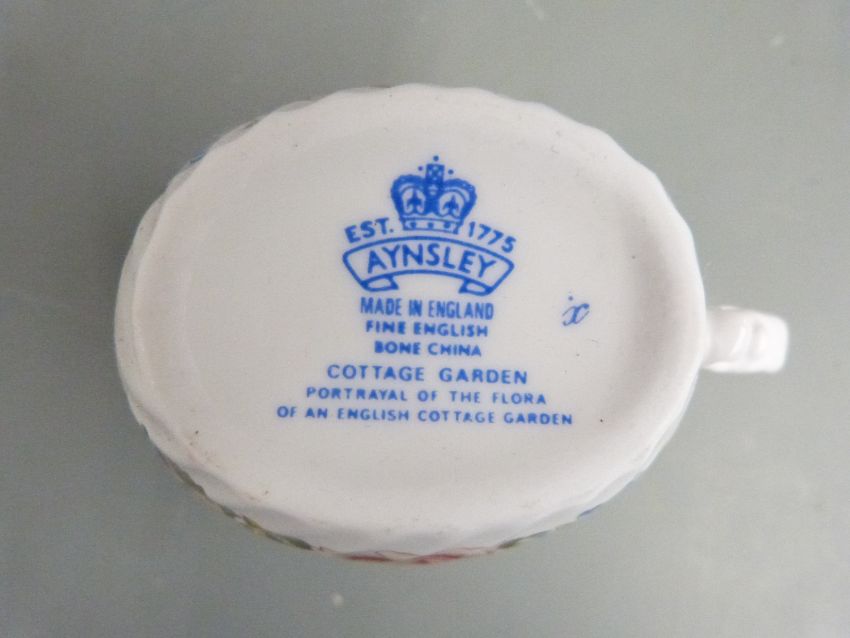 EST. 1775
AYNSLEY
MADE IN ENGLAND
FINE ENGLISH
BONE CHINA
COTTAGE GARDEN
PORTRAYAL OF THE FLORA
OF AN ENGLISH COTTAGE GARDEN